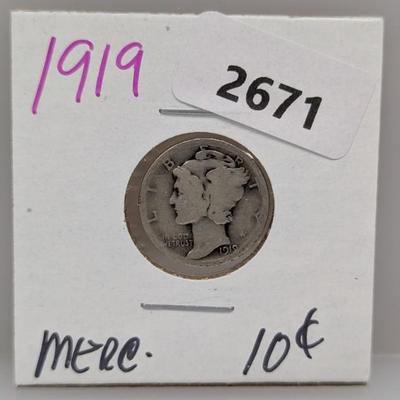 1919
2671
LIBERTY
IN GOD
WE TRUST
1919
MERC. 10¢